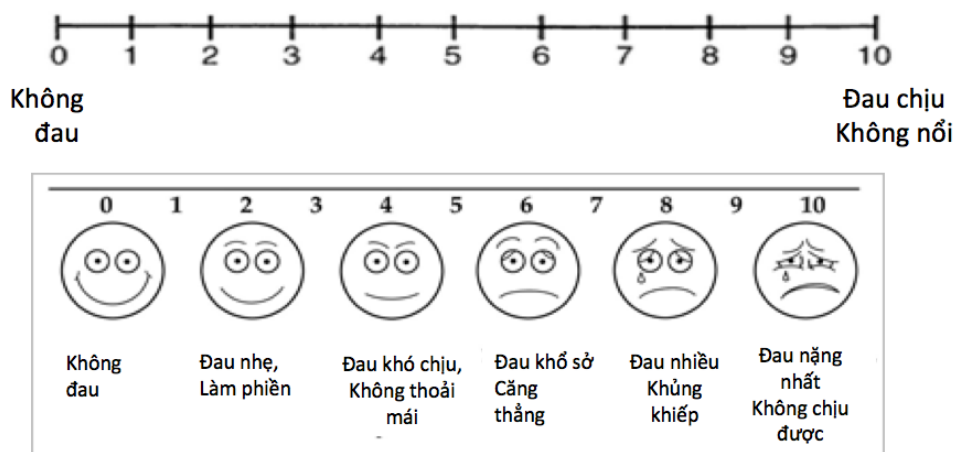 0 1 2 3 4 5 6 7 8 9 10
Không
đau
Đau chịu
Không nổi
0 1 2 3 4 5 6 7 8 9 10
Không
đau
Đau nhẹ,
Làm phiền
Đau khó chịu,
Không thoải
mái
Đau khổ sở
Căng
thẳng
Đau nhiều
Khủng
khiếp
Đau nặng
nhất
Không chịu
được